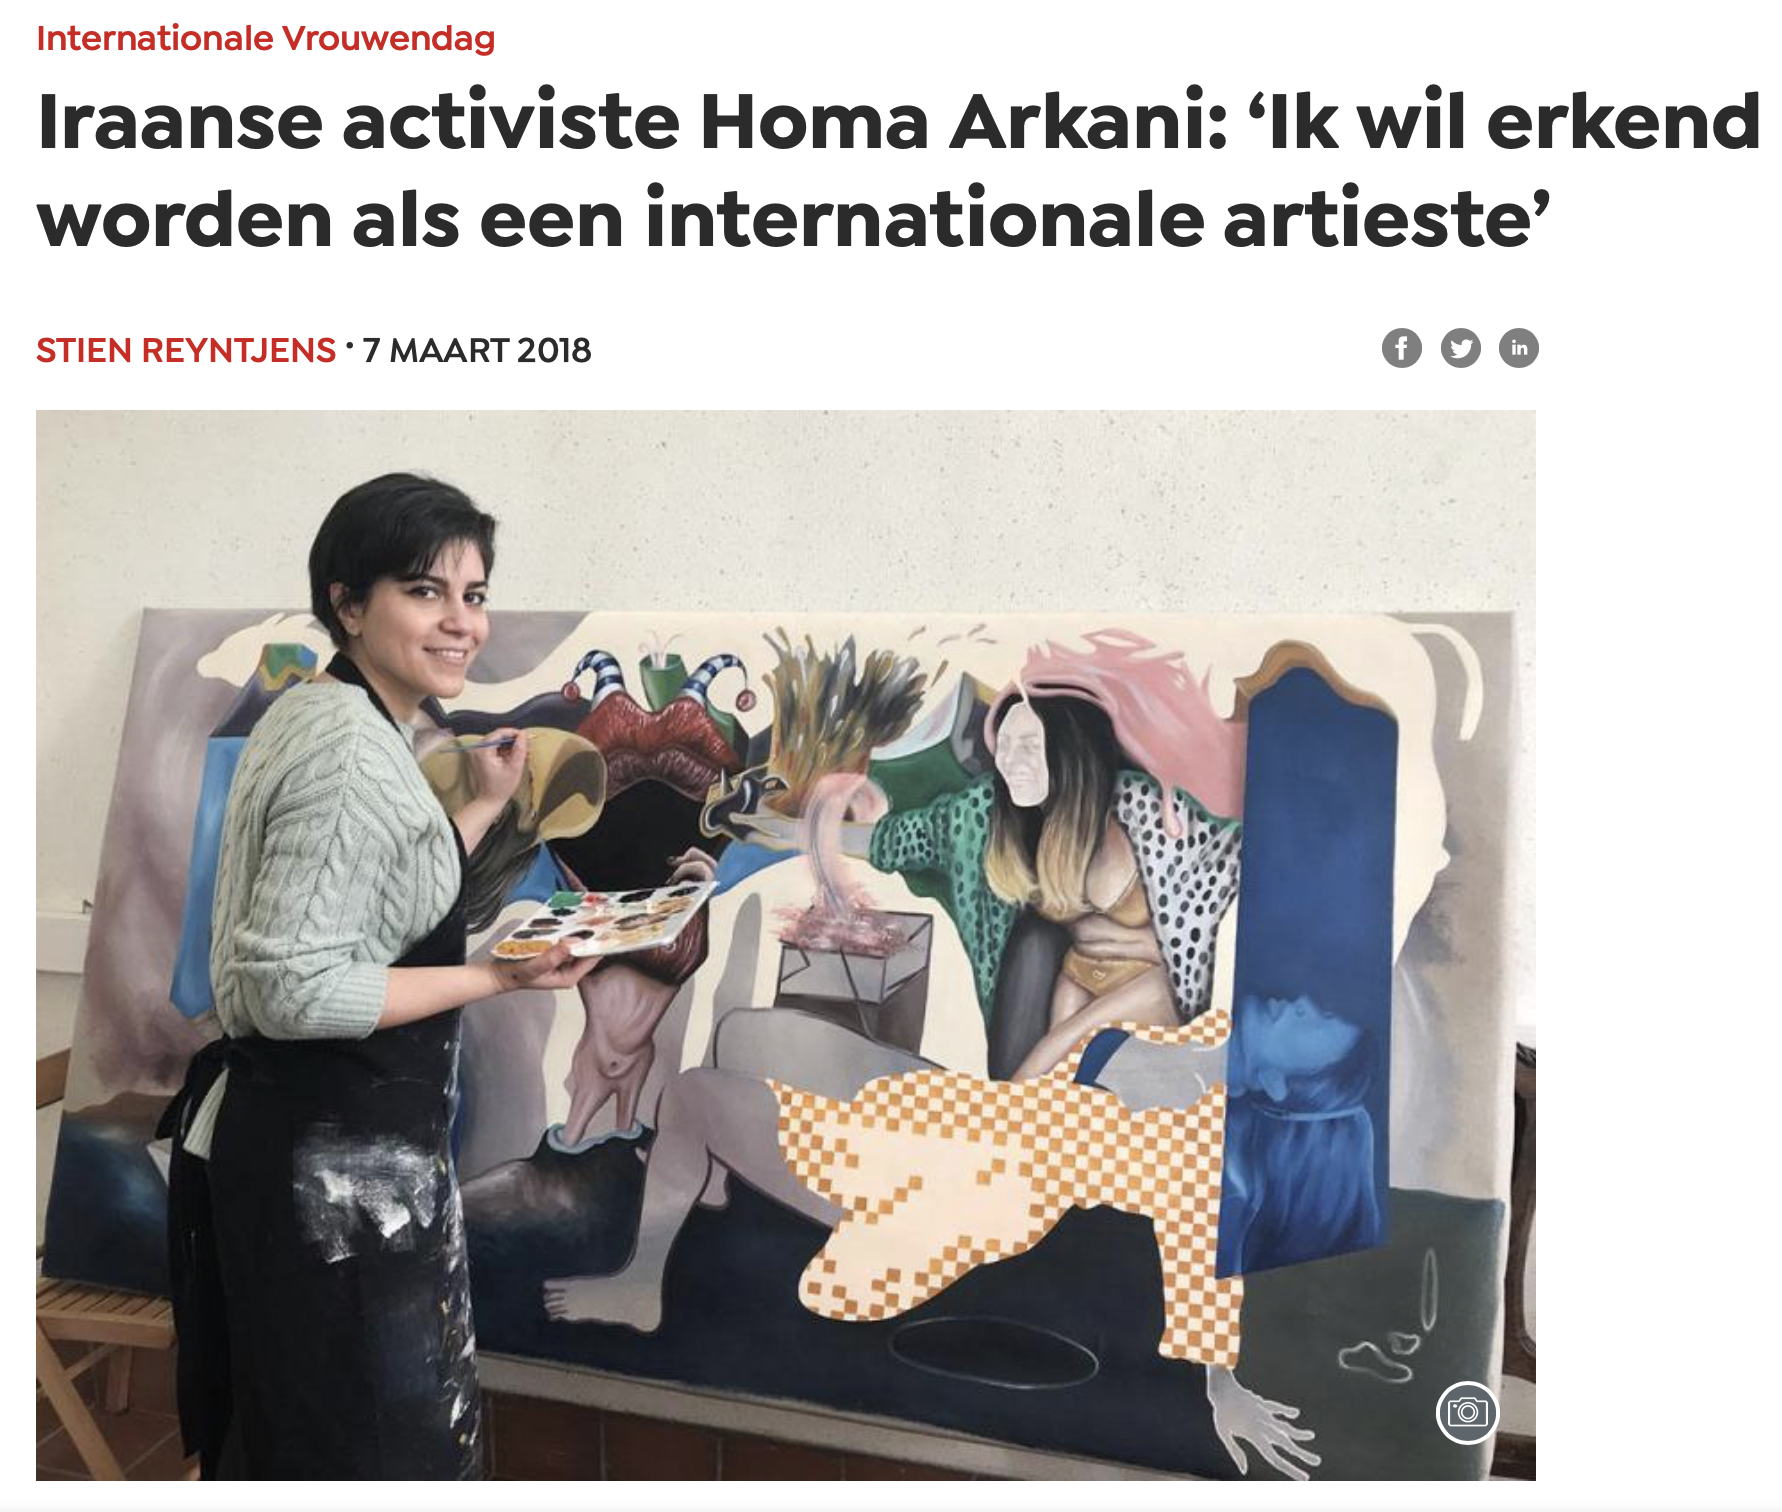 Internationale Vrouwendag
Iraanse activiste Homa Arkani: ‘Ik wil erkend
worden als een internationale artieste’
STIEN REYNTJENS • 7 MAART 2018
f in